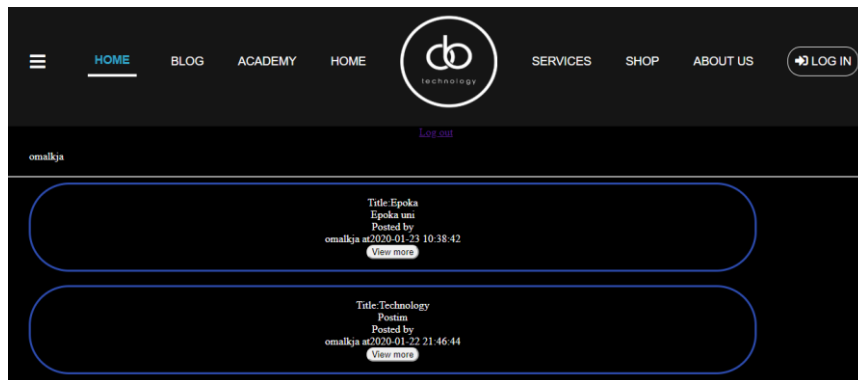 HOME BLOG ACADEMY HOME cb technology SERVICES SHOP ABOUT US LOG IN
Log out
omalkja
Title:Epoka
Epoka uni
Posted by
omalkja at2020-01-23 10:38:42
View more
Title:Technology
Postim
Posted by
omalkja at2020-01-22 21:46:44
View more